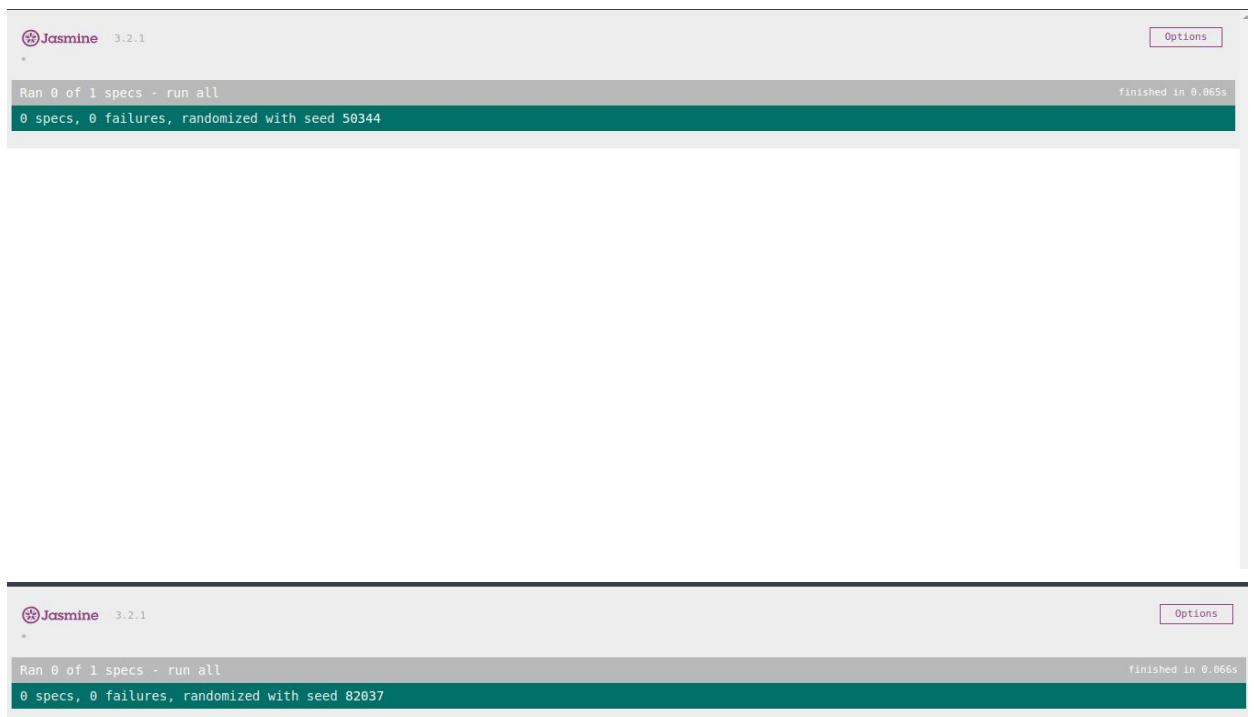 Jasmine 3.2.1 Options
Ran 0 of 1 specs - run all finished in 0.065s
0 specs, 0 failures, randomized with seed 50344
Jasmine 3.2.1 Options
Ran 0 of 1 specs - run all finished in 0.066s
0 specs, 0 failures, randomized with seed 82037